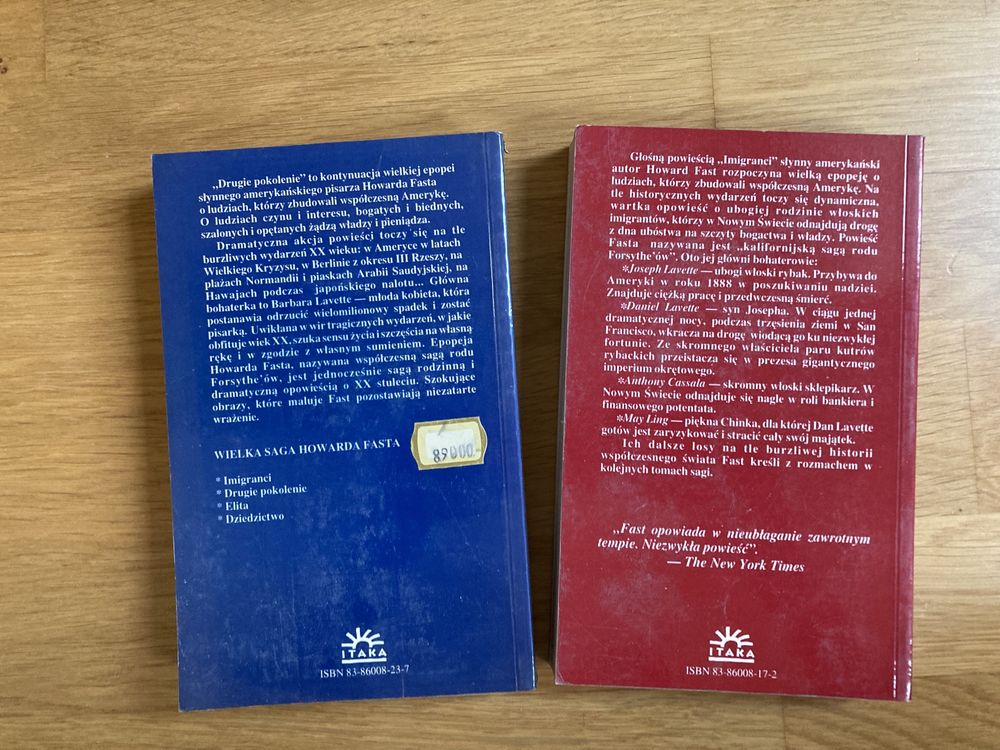 „Drugie pokolenie" to kontynuacja wielkiej epopei
słynnego amerykańskiego pisarza Howarda Fasta
o ludziach, którzy zbudowali współczesną Amerykę.
O ludziach czynu i interesu, bogatych i biednych,
szalonych i opętanych żądzą władzy i pieniądza.
Dramatyczna akcja powieści toczy się na tle
burzliwych wydarzeń XX wieku: w Ameryce w latach
Wielkiego Kryzysu, w Berlinie z okresu III Rzeszy, na
plażach Normandii i piaskach Arabii Saudyjskiej, na
Hawajach podczas japońskiego nalotu... Główna
bohaterka to Barbara Lavette — młoda kobieta, która
postanawia odrzucić wielomilionowy spadek i zostać
pisarką. Uwikłana w wir tragicznych wydarzeń, w jakie
obfituje wiek XX, szuka sensu życia i szczęścia na własną
rękę i w zgodzie z własnym sumieniem. Epopeja
Howarda Fasta, nazywana współczesną sagą rodu
Forsythe'ów, jest jednocześnie sagą rodzinną i
dramatyczną opowieścią o XX stuleciu. Szokujące
obrazy, które maluje Fast pozostawiają niezatarte
wrażenie.
89000.-
WIELKA SAGA HOWARDA FASTA
* Imigranci
* Drugie pokolenie
* Elita
* Dziedzictwo
ITAKA
ISBN 83-86008-23-7
Głośną powieścią „Imigranci" słynny amerykański
autor Howard Fast rozpoczyna wielką epopeję o
ludziach, którzy zbudowali współczesną Amerykę. Na
tle historycznych wydarzeń toczy się dynamiczna,
wartka opowieść o ubogiej rodzinie włoskich
imigrantów, którzy w Nowym Świecie odnajdują drogę
z dna ubóstwa na szczyty bogactwa i władzy. Powieść
Fasta nazywana jest „kalifornijską sagą rodu
Forsythe'ów". Oto jej główni bohaterowie:
*Joseph Lavette — ubogi włoski rybak. Przybywa do
Ameryki w roku 1888 w poszukiwaniu nadziei.
Znajduje ciężką pracę i przedwczesną śmierć.
*Daniel Lavette — syn Josepha. W ciągu jednej
dramatycznej nocy, podczas trzęsienia ziemi w San
Francisco, wkracza na drogę wiodącą go ku niezwykłej
fortunie. Ze skromnego właściciela paru kutrów
rybackich przeistacza się w prezesa gigantycznego
imperium okrętowego.
*Anthony Cassala — skromny włoski sklepikarz. W
Nowym Świecie odnajduje się nagle w roli bankiera i
finansowego potentata.
*May Ling — piękna Chinka, dla której Dan Lavette
gotów jest zaryzykować i stracić cały swój majątek.
Ich dalsze losy na tle burzliwej historii
współczesnego świata Fast kreśli z rozmachem w
kolejnych tomach sagi.
„Fast opowiada w nieubłaganie zawrotnym
tempie. Niezwykła powieść".
— The New York Times
ITAKA
ISBN 83-86008-17-2